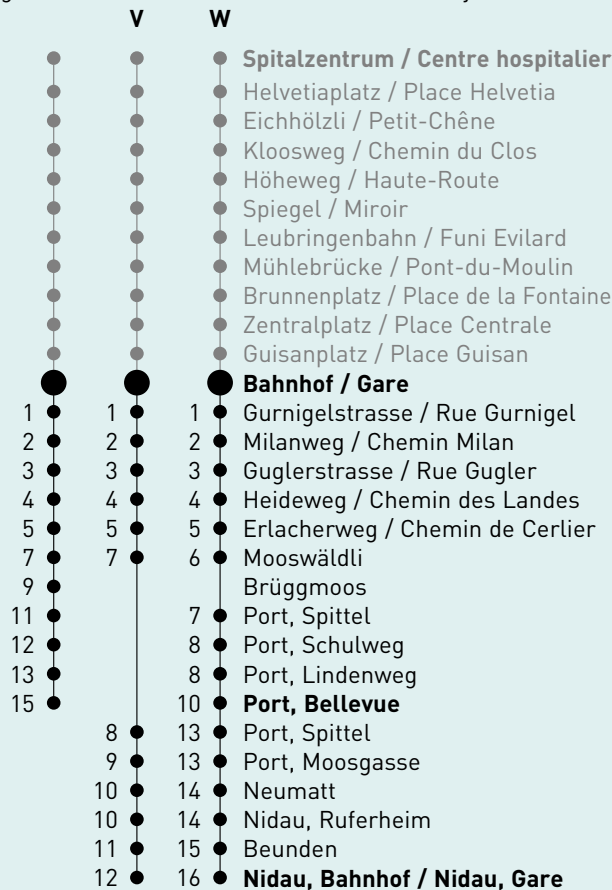 V W
Spitalzentrum / Centre hospitalier
Helvetiaplatz / Place Helvetia
Eichhölzli / Petit-Chêne
Kloosweg / Chemin du Clos
Höheweg / Haute-Route
Spiegel / Miroir
Leubringenbahn / Funi Evilard
Mühlebrücke / Pont-du-Moulin
Brunnenplatz / Place de la Fontaine
Zentralplatz / Place Centrale
Guisanplatz / Place Guisan
Bahnhof / Gare
1 1 1 Gurnigelstrasse / Rue Gurnigel
2 2 2 Milanweg / Chemin Milan
3 3 3 Guglerstrasse / Rue Gugler
4 4 4 Heideweg / Chemin des Landes
5 5 5 Erlacherweg / Chemin de Cerlier
7 7 6 Mooswäldli
9 Brüggmoos
11 7 Port, Spittel
12 8 Port, Schulweg
13 8 Port, Lindenweg
15 10 Port, Bellevue
8 13 Port, Spittel
9 13 Port, Moosgasse
10 14 Neumatt
10 14 Nidau, Ruferheim
11 15 Beunden
12 16 Nidau, Bahnhof / Nidau, Gare